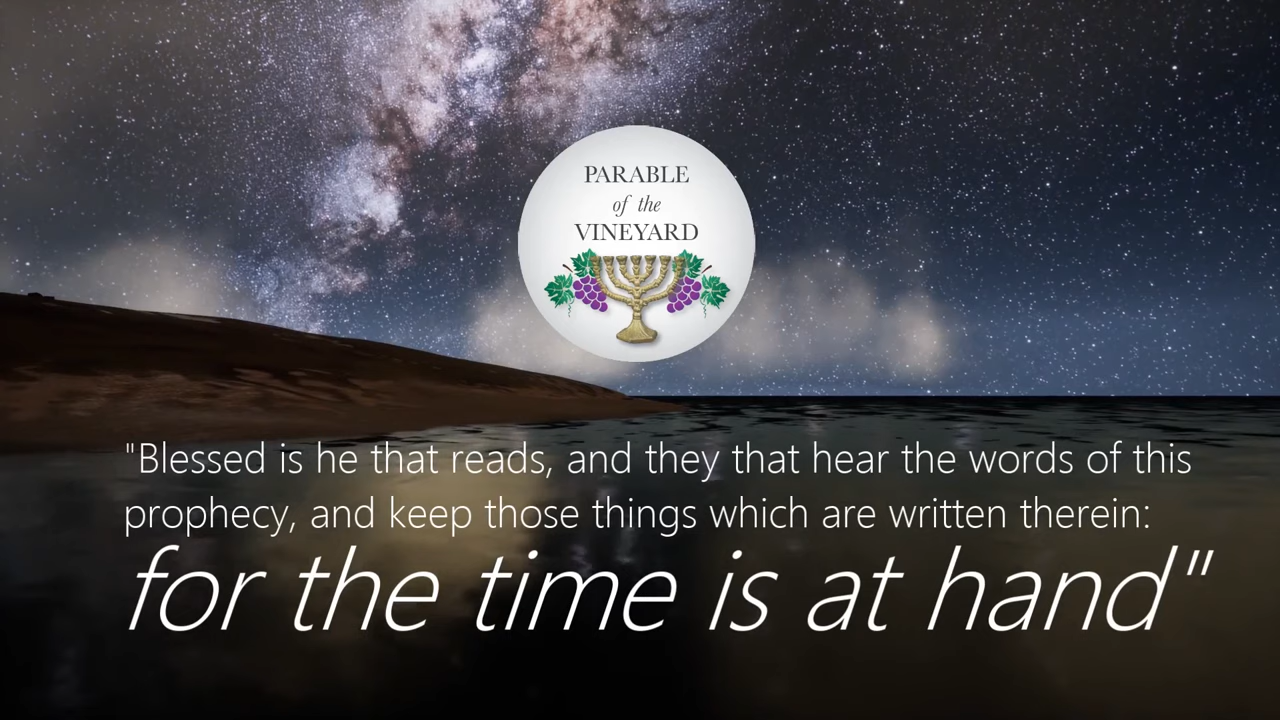 PARABLE
of the
VINEYARD
"Blessed is he that reads, and they that hear the words of this
prophecy, and keep those things which are written therein:
for the time is at hand"